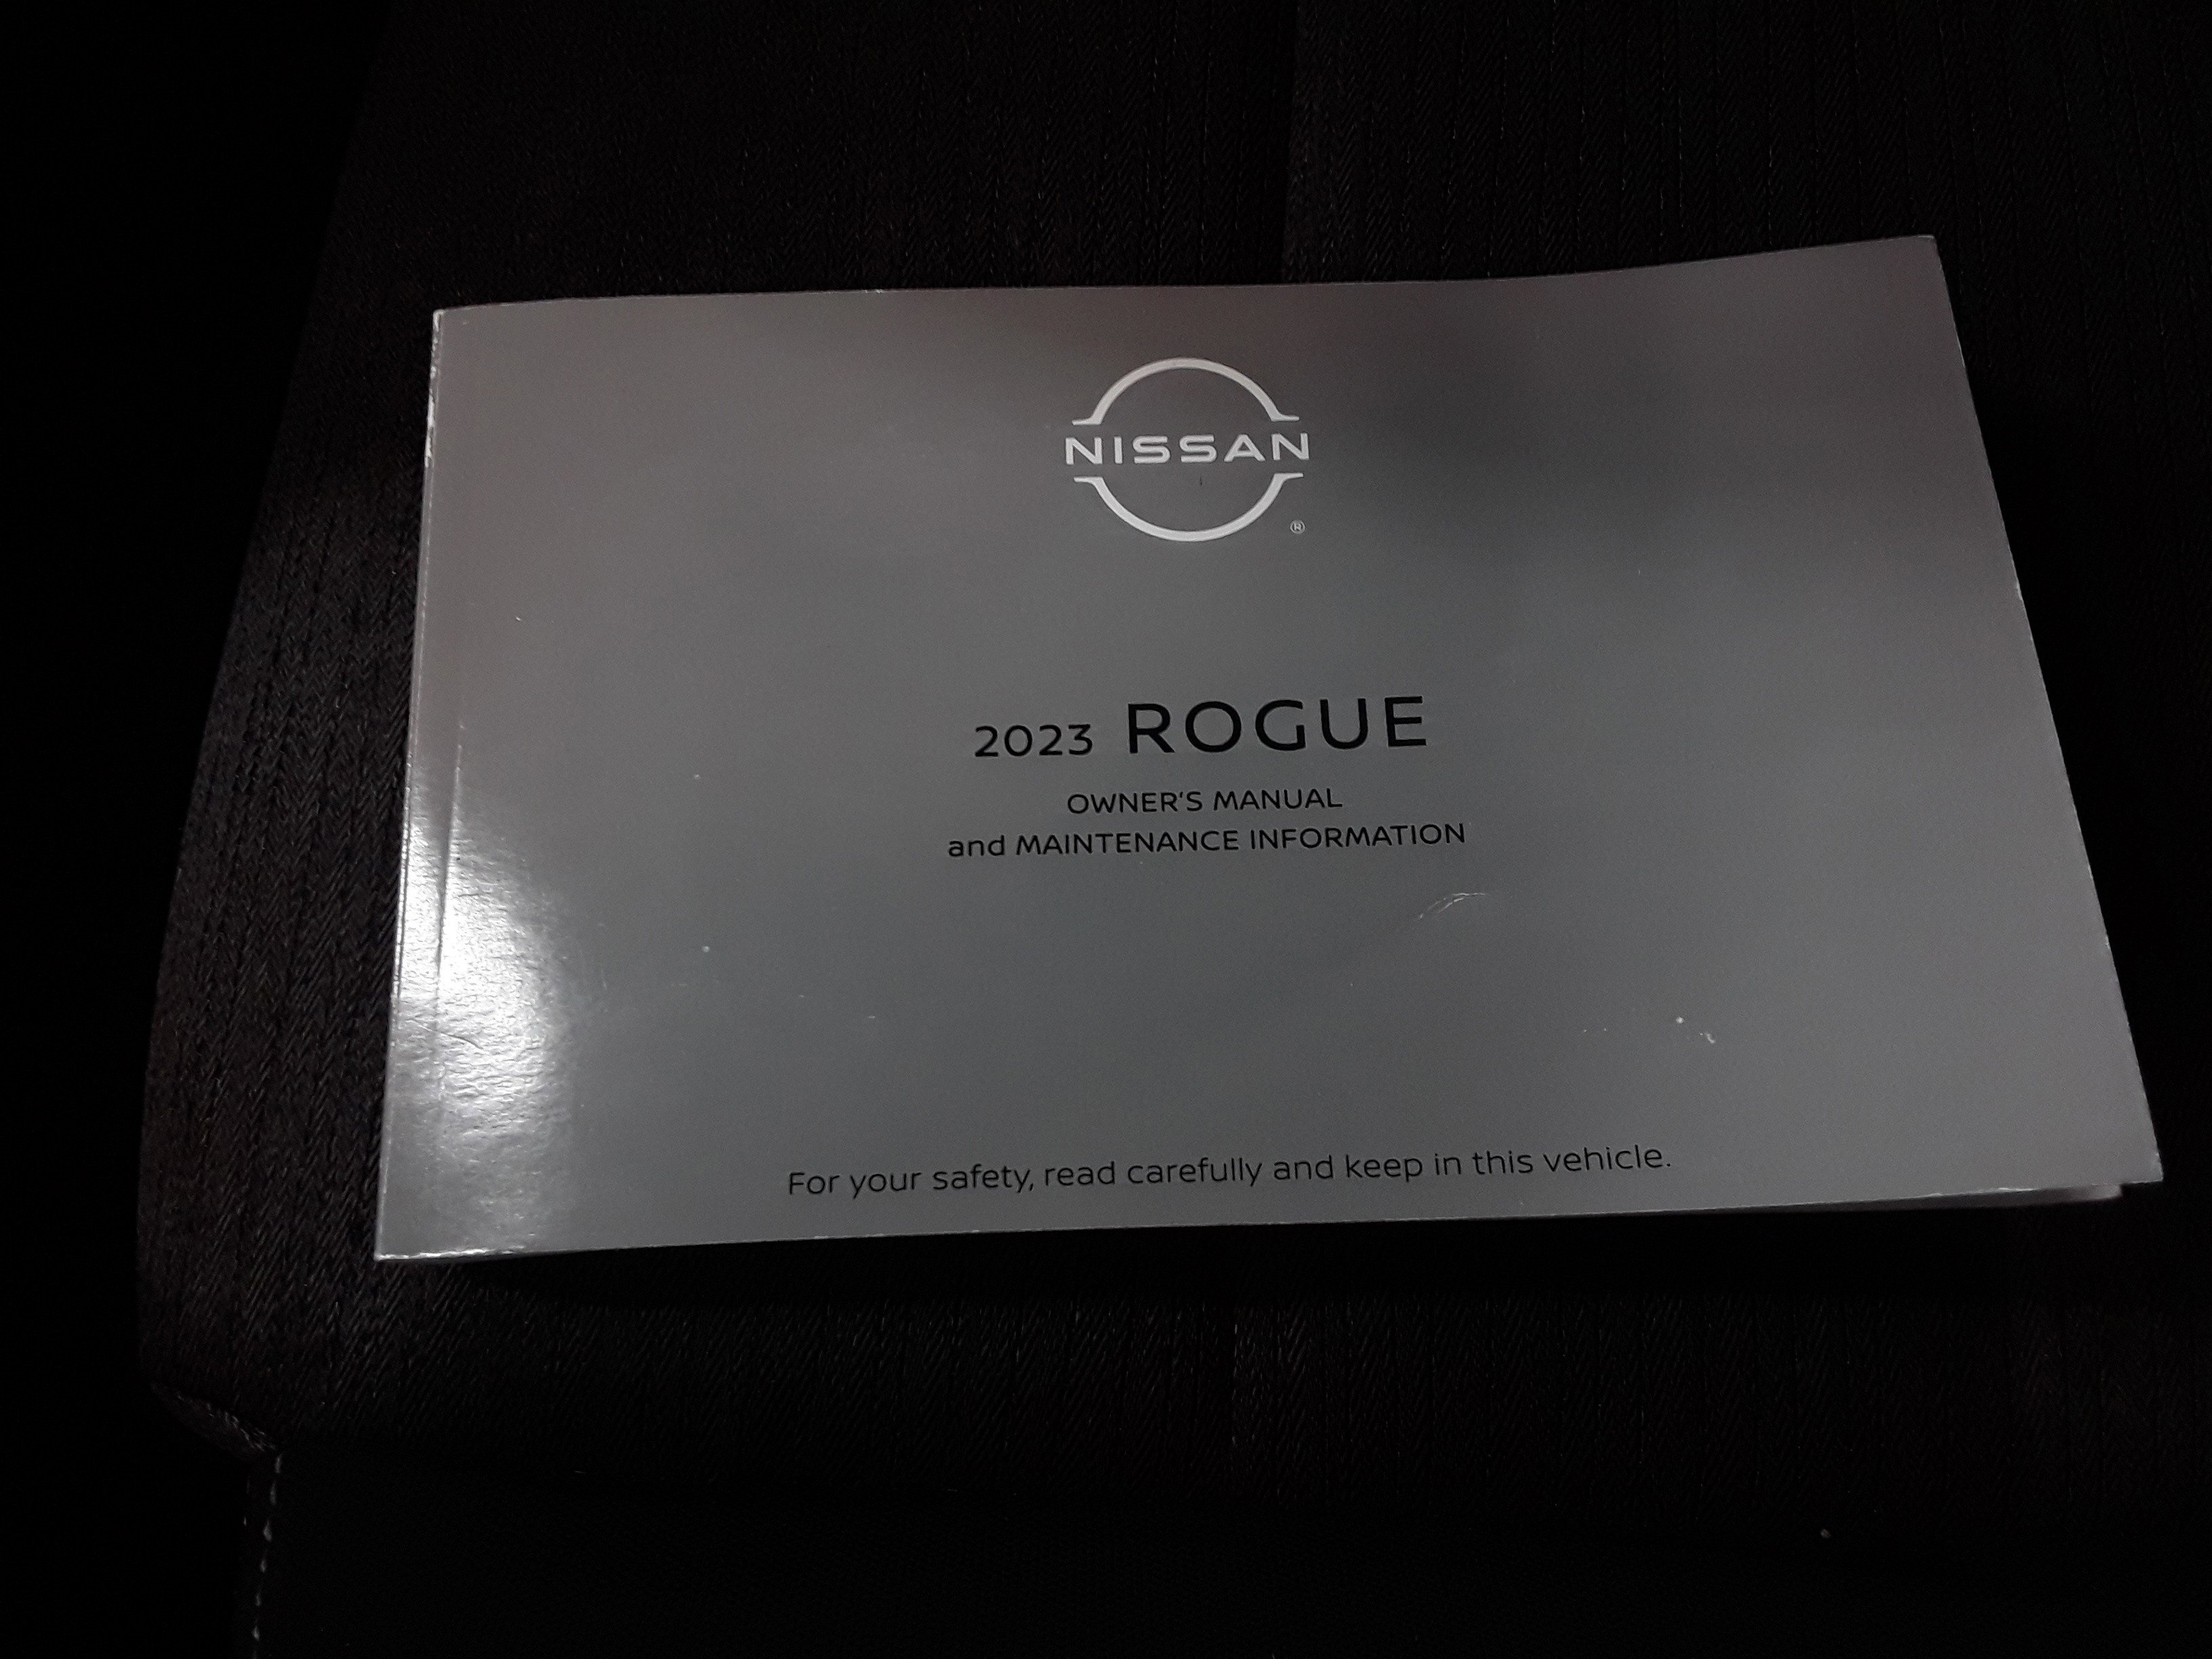 NISSAN
®
2023 ROGUE
OWNER'S MANUAL
and MAINTENANCE INFORMATION
For your safety, read carefully and keep in this vehicle.